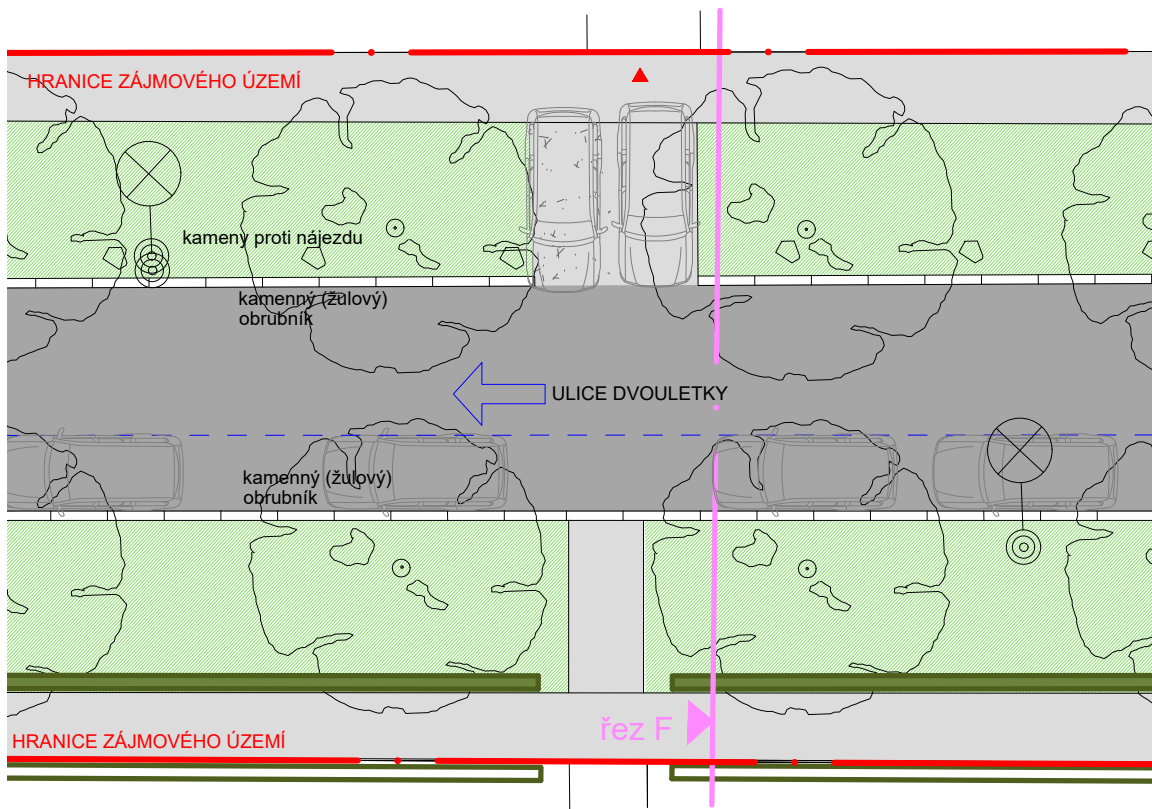 HRANICE ZÁJMOVÉHO ÚZEMÍ
kameny proti nájezdu
kamenný (žulový)
obrubník
ULICE DVOULETKY
kamenný (žulový)
obrubník
řez F
HRANICE ZÁJMOVÉHO ÚZEMÍ